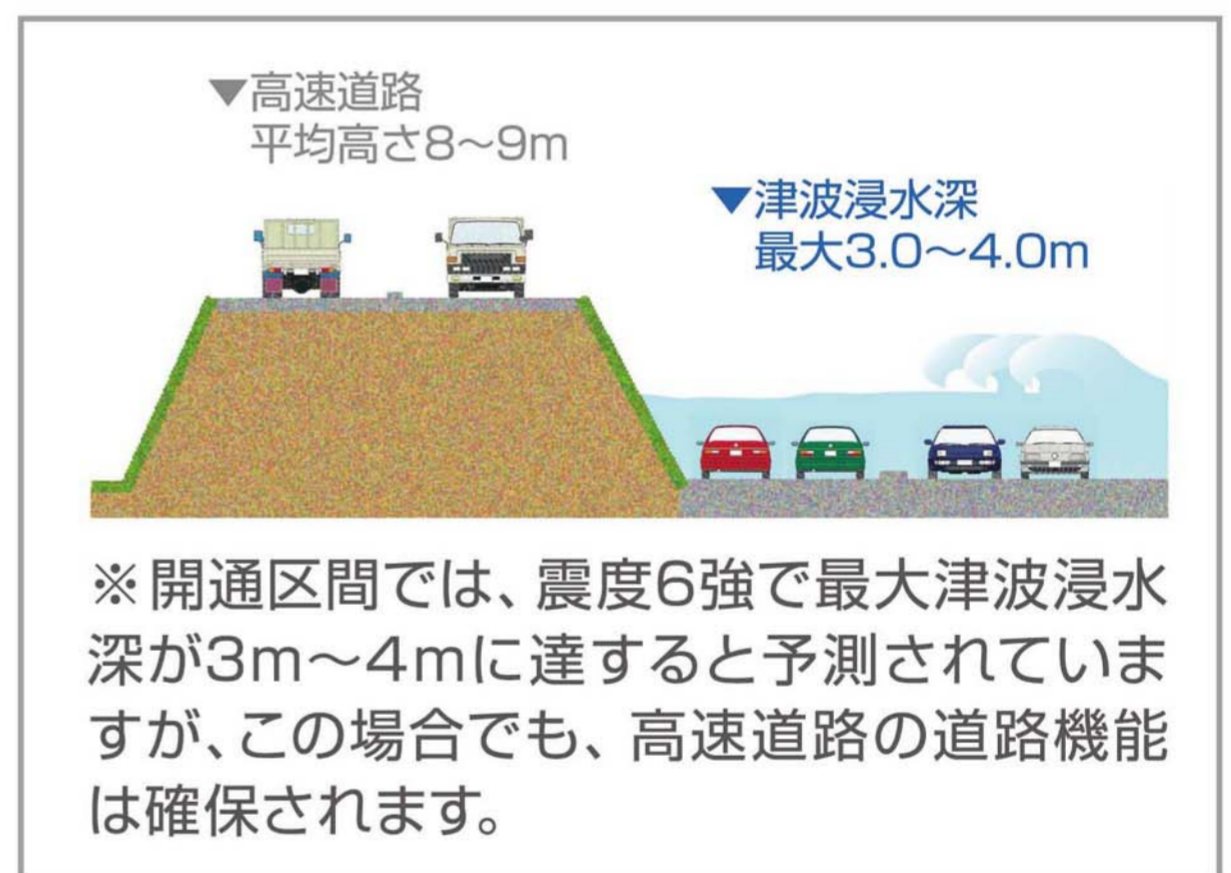 ▼高速道路
平均高さ8〜9m
▼津波浸水深
最大3.0〜4.0m
※開通区間では、震度6強で最大津波浸水
深が3m〜4mに達すると予測されていま
すが、この場合でも、高速道路の道路機能
は確保されます。